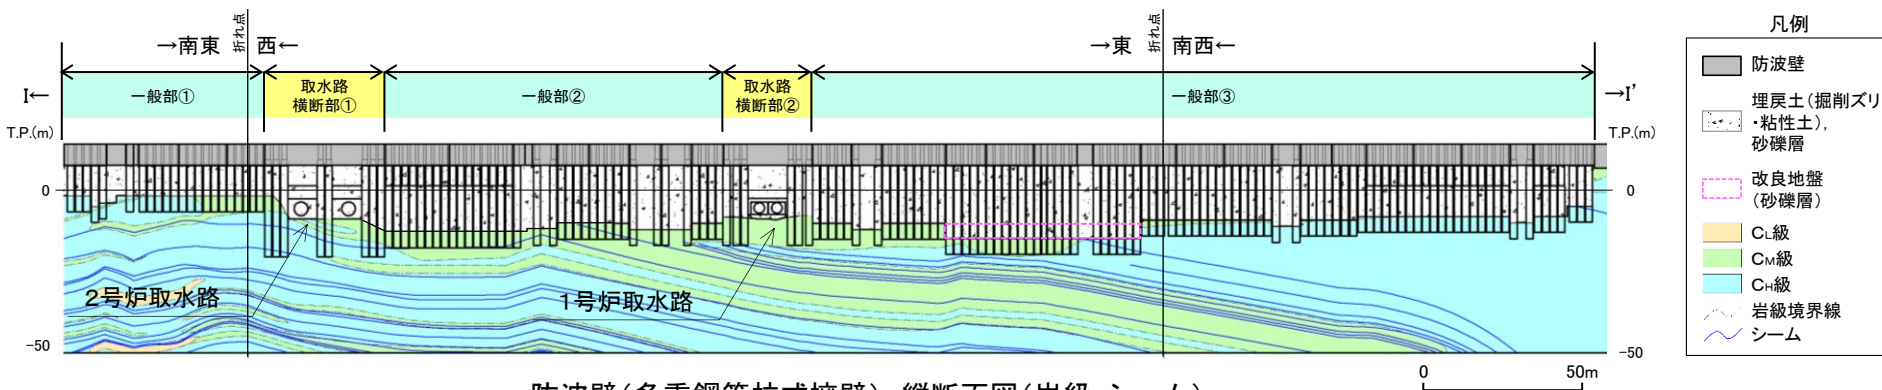 →南東
折れ点
西←
→東
折れ点
南西←
I←
一般部①
取水路
横断部①
一般部②
取水路
横断部②
一般部③
→I'
T.P.(m)
T.P.(m)
0
0
2号炉取水路
1号炉取水路
-50
-50
0
50m
凡例
防波壁
埋戻土(掘削ズリ
・粘性土),
砂礫層
改良地盤
(砂礫層)
CL級
CM級
CH級
岩級境界線
シーム